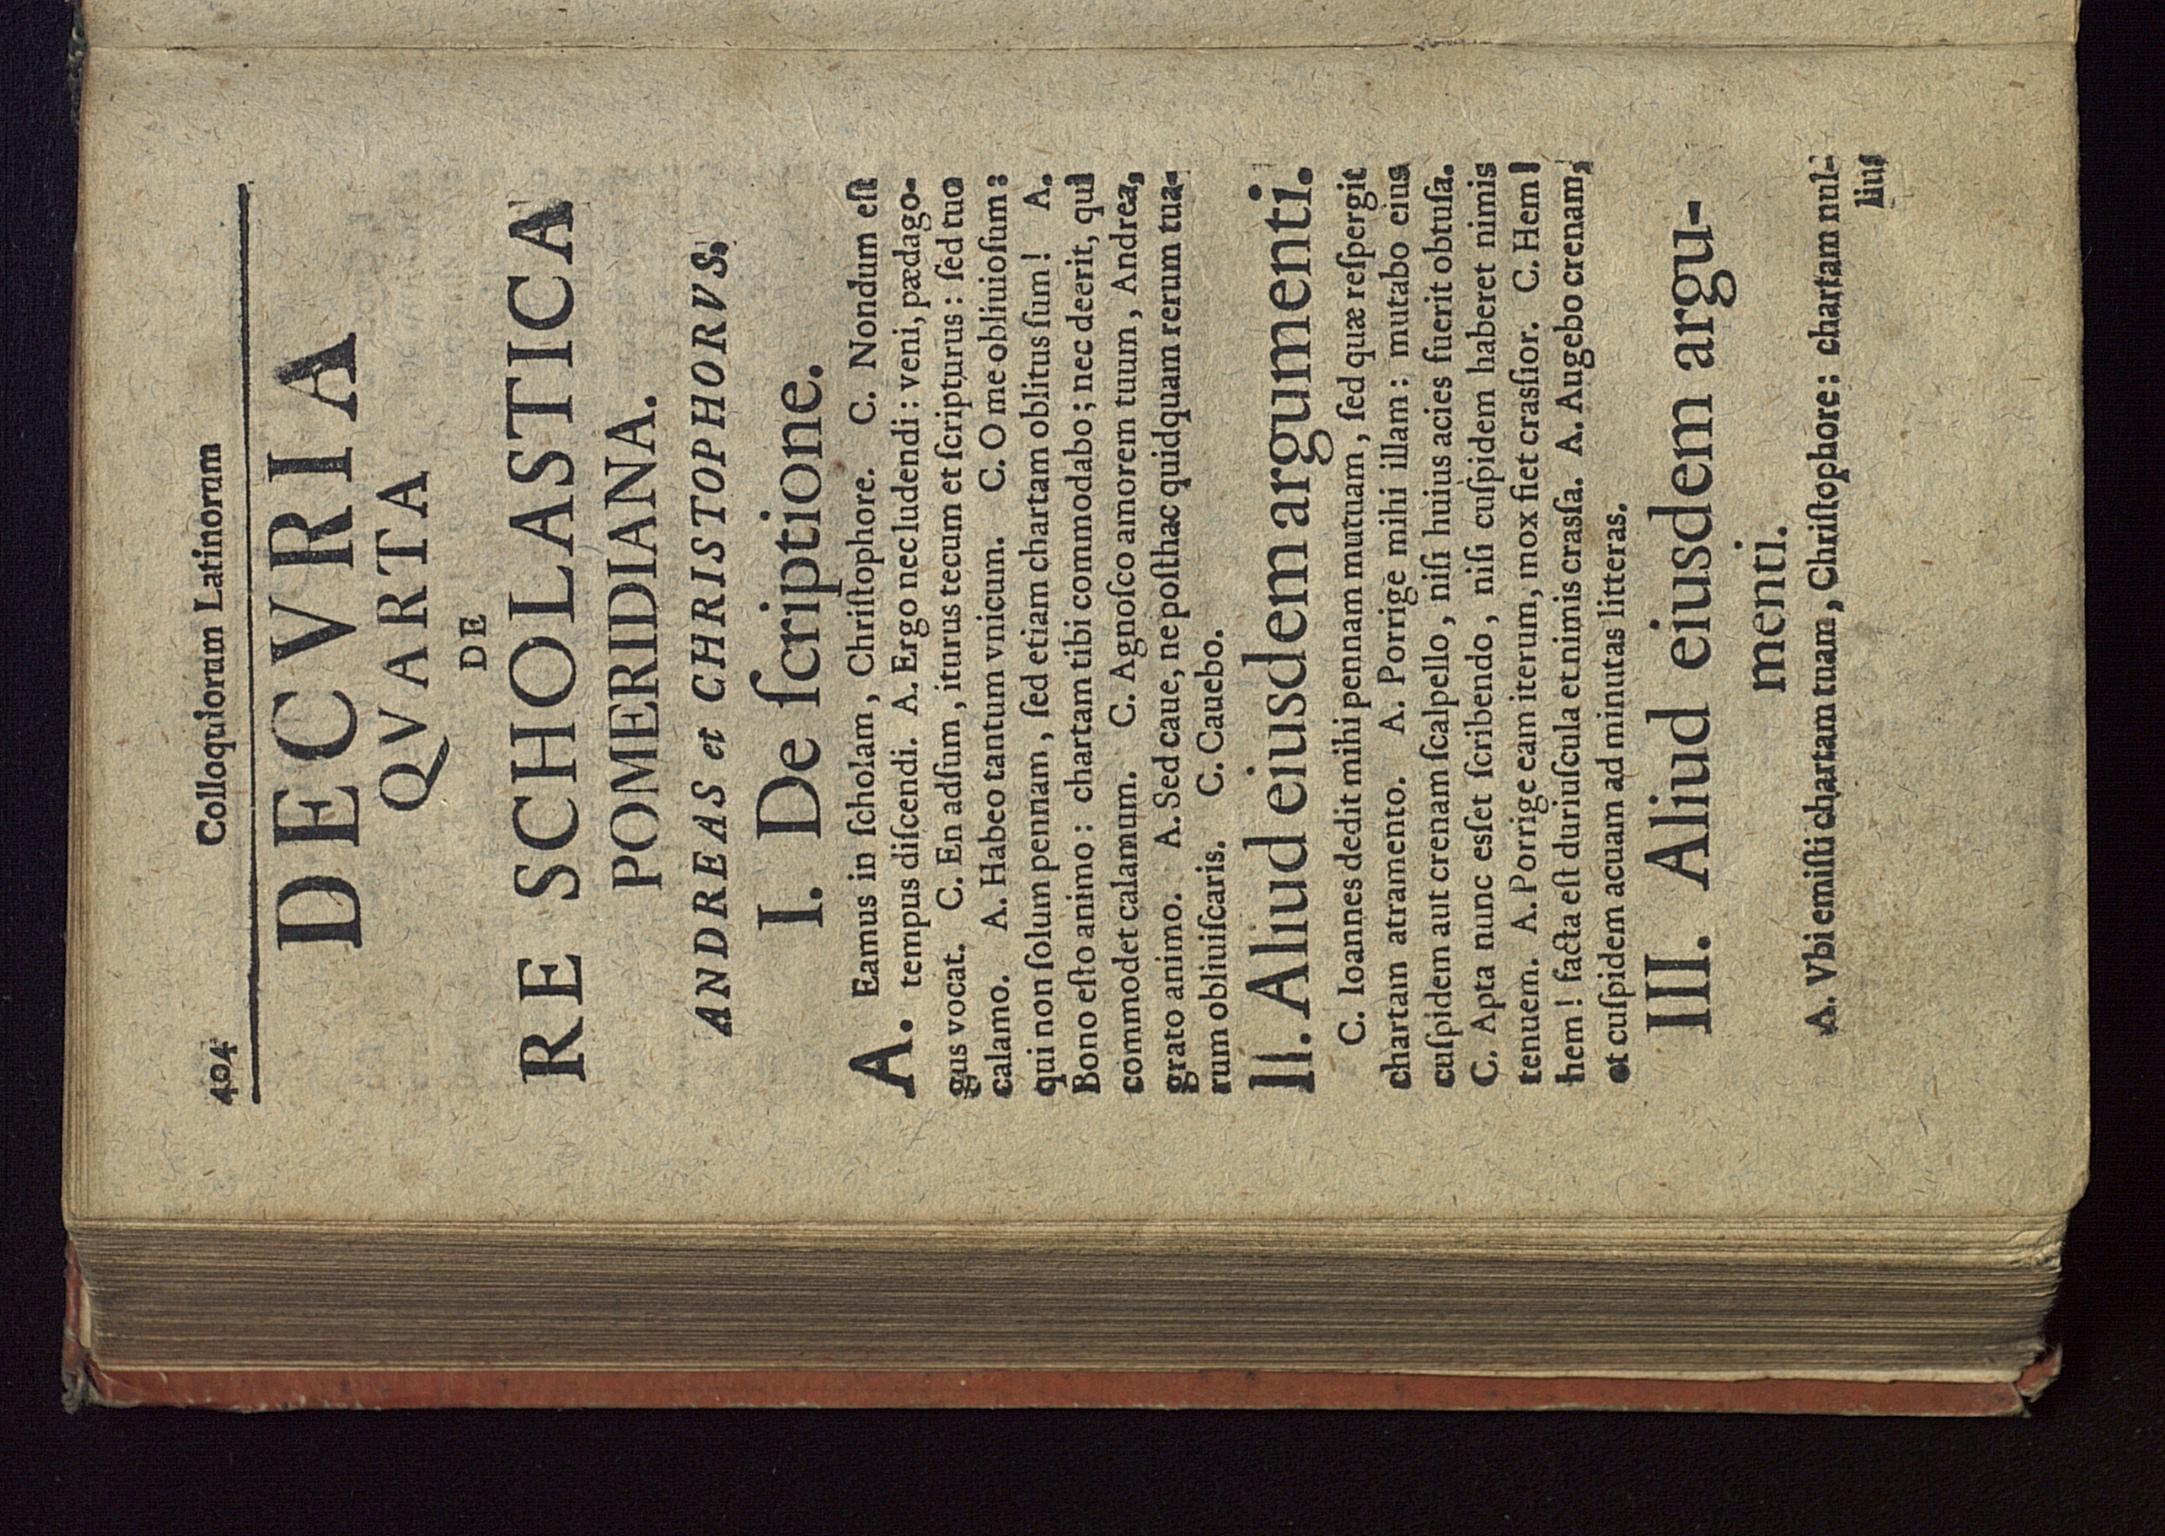 404 Colloquiorum Latinorum
DECVRIA
QVARTA
DE
RE SCHOLASTICA
POMERIDIANA.
ANDREAS et CHRISTOPHORVS.
I. De ſcriptione.
A. Eamus in ſcholam, Chriſtophore. C. Nondum eſt
tempus diſcendi. A. Ergo nec ludendi: veni, pædago-
gus vocat. C. En adſum, iturus tecum et ſcripturus: ſed tuo
calamo. A. Habeo tantum vnicum. C. O me obliuioſum:
qui non ſolum pennam, ſed etiam chartam oblitus ſum! A.
Bono eſto animo: chartam tibi commodabo; nec deerit, qui
commodet calamum. C. Agnoſco amorem tuum, Andrea,
grato animo. A. Sed caue, ne poſthac quidquam rerum tua-
rum obliuiſcaris. C. Cauebo.
II. Aliud eiusdem argumenti.
C. Ioannes dedit mihi pennam mutuam, ſed quæ reſpergit
chartam atramento. A. Porrige mihi illam: mutabo eius
cuſpidem aut crenam ſcalpello, niſi huius acies fuerit obtuſa.
C. Apta nunc esſet ſcribendo, niſi cuſpidem haberet nimis
tenuem. A. Porrige eam iterum, mox fiet crasſior. C. Hem!
hem! facta eſt duriuſcula et nimis crasſa. A. Augebo crenam,
et cuſpidem acuam ad minutas litteras.
III. Aliud eiusdem argu-
menti.
A. Vbi emiſti chartam tuam, Chriſtophore: chartam nul-
lius